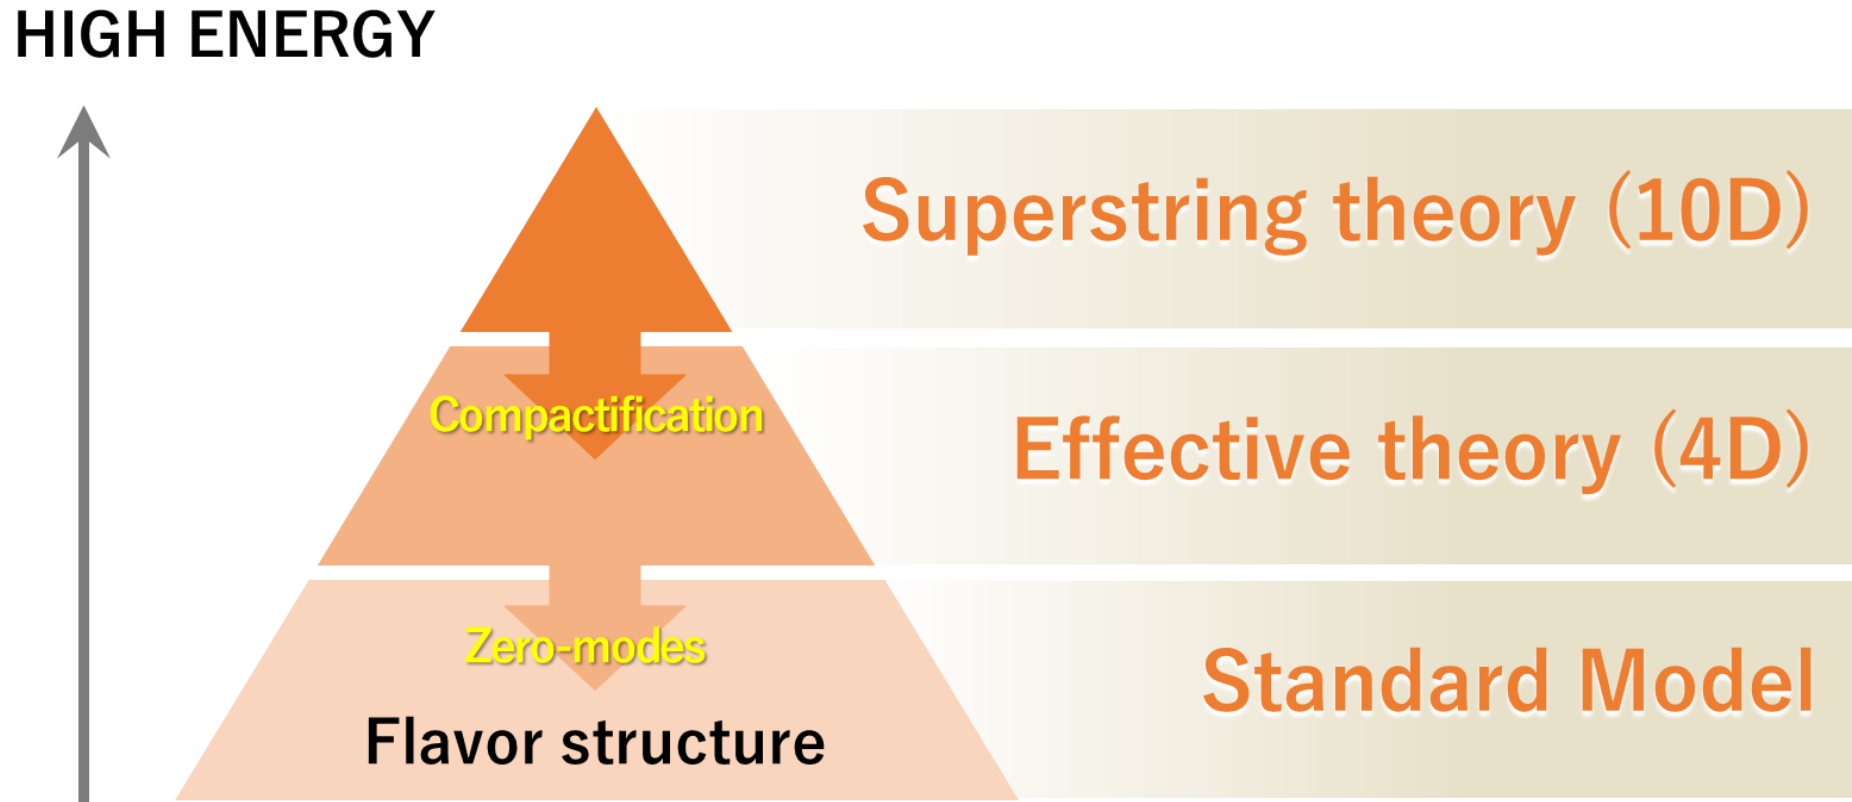 HIGH ENERGY
Superstring theory (10D)
Compactification
Effective theory (4D)
Zero-modes
Standard Model
Flavor structure